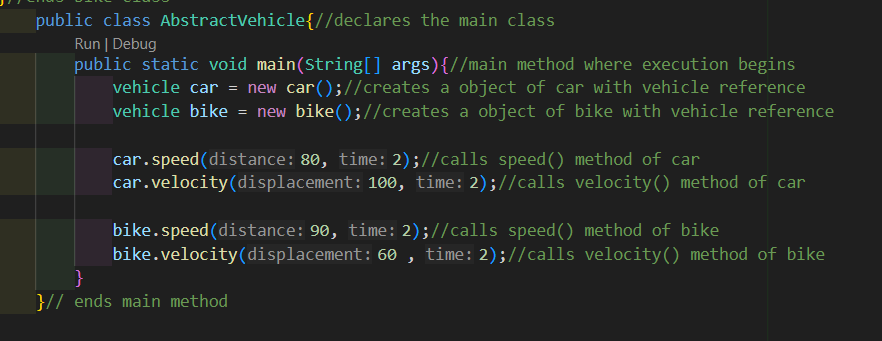 }//ends bike class
public class AbstractVehicle{//declares the main class
Run | Debug
public static void main(String[] args){//main method where execution begins
vehicle car = new car();//creates a object of car with vehicle reference
vehicle bike = new bike();//creates a object of bike with vehicle reference
car.speed(distance: 80, time: 2);//calls speed() method of car
car.velocity(displacement: 100, time: 2);//calls velocity() method of car
bike.speed(distance: 90, time: 2);//calls speed() method of bike
bike.velocity(displacement: 60 , time: 2);//calls velocity() method of bike
}
}// ends main method